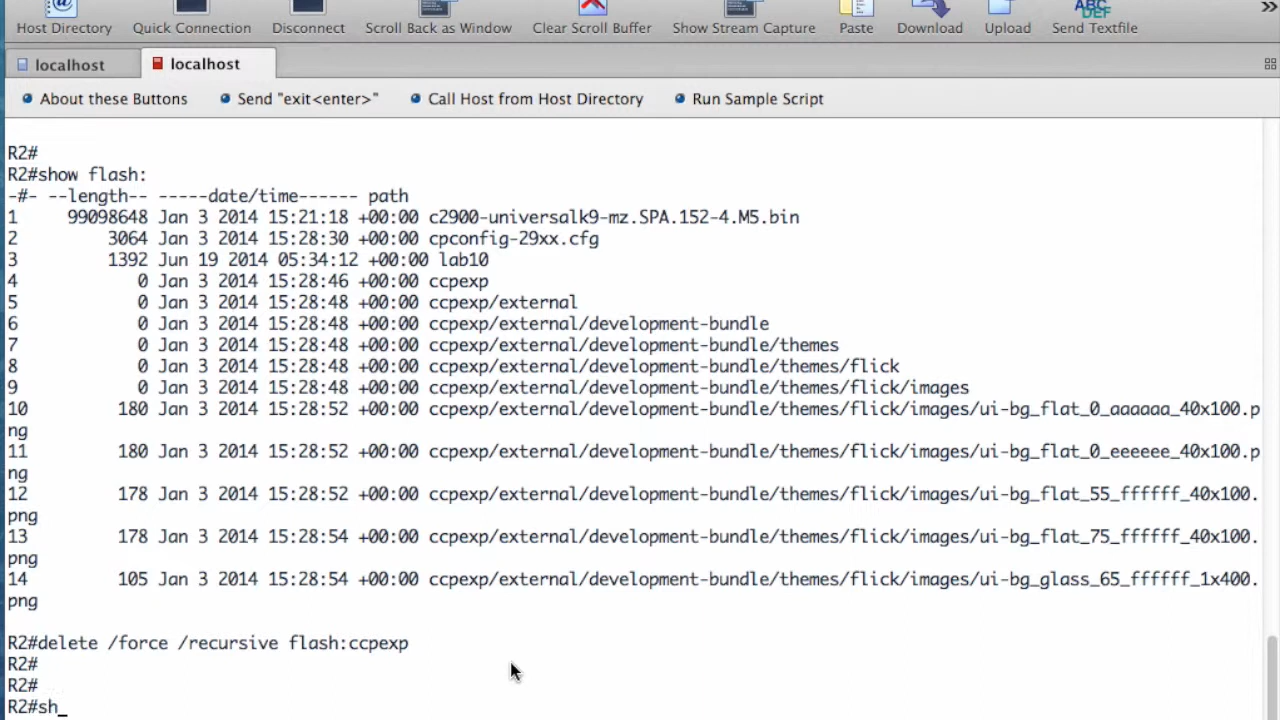 Host Directory Quick Connection Disconnect Scroll Back as Window Clear Scroll Buffer Show Stream Capture Paste Download Upload Send Textfile
localhost localhost
About these Buttons Send "exit<enter>" Call Host from Host Directory Run Sample Script
R2#
R2#show flash:
-#- --length-- -----date/time------ path
1 99098648 Jan 3 2014 15:21:18 +00:00 c2900-universalk9-mz.SPA.152-4.M5.bin
2 3064 Jan 3 2014 15:28:30 +00:00 cpconfig-29xx.cfg
3 1392 Jun 19 2014 05:34:12 +00:00 lab10
4 0 Jan 3 2014 15:28:46 +00:00 ccpexp
5 0 Jan 3 2014 15:28:48 +00:00 ccpexp/external
6 0 Jan 3 2014 15:28:48 +00:00 ccpexp/external/development-bundle
7 0 Jan 3 2014 15:28:48 +00:00 ccpexp/external/development-bundle/themes
8 0 Jan 3 2014 15:28:48 +00:00 ccpexp/external/development-bundle/themes/flick
9 0 Jan 3 2014 15:28:48 +00:00 ccpexp/external/development-bundle/themes/flick/images
10 180 Jan 3 2014 15:28:52 +00:00 ccpexp/external/development-bundle/themes/flick/images/ui-bg_flat_0_aaaaaa_40x100.p
ng
11 180 Jan 3 2014 15:28:52 +00:00 ccpexp/external/development-bundle/themes/flick/images/ui-bg_flat_0_eeeeee_40x100.p
ng
12 178 Jan 3 2014 15:28:52 +00:00 ccpexp/external/development-bundle/themes/flick/images/ui-bg_flat_55_ffffff_40x100.
png
13 178 Jan 3 2014 15:28:54 +00:00 ccpexp/external/development-bundle/themes/flick/images/ui-bg_flat_75_ffffff_40x100.
png
14 105 Jan 3 2014 15:28:54 +00:00 ccpexp/external/development-bundle/themes/flick/images/ui-bg_glass_65_ffffff_1x400.
png
R2#delete /force /recursive flash:ccpexp
R2#
R2#
R2#sh_